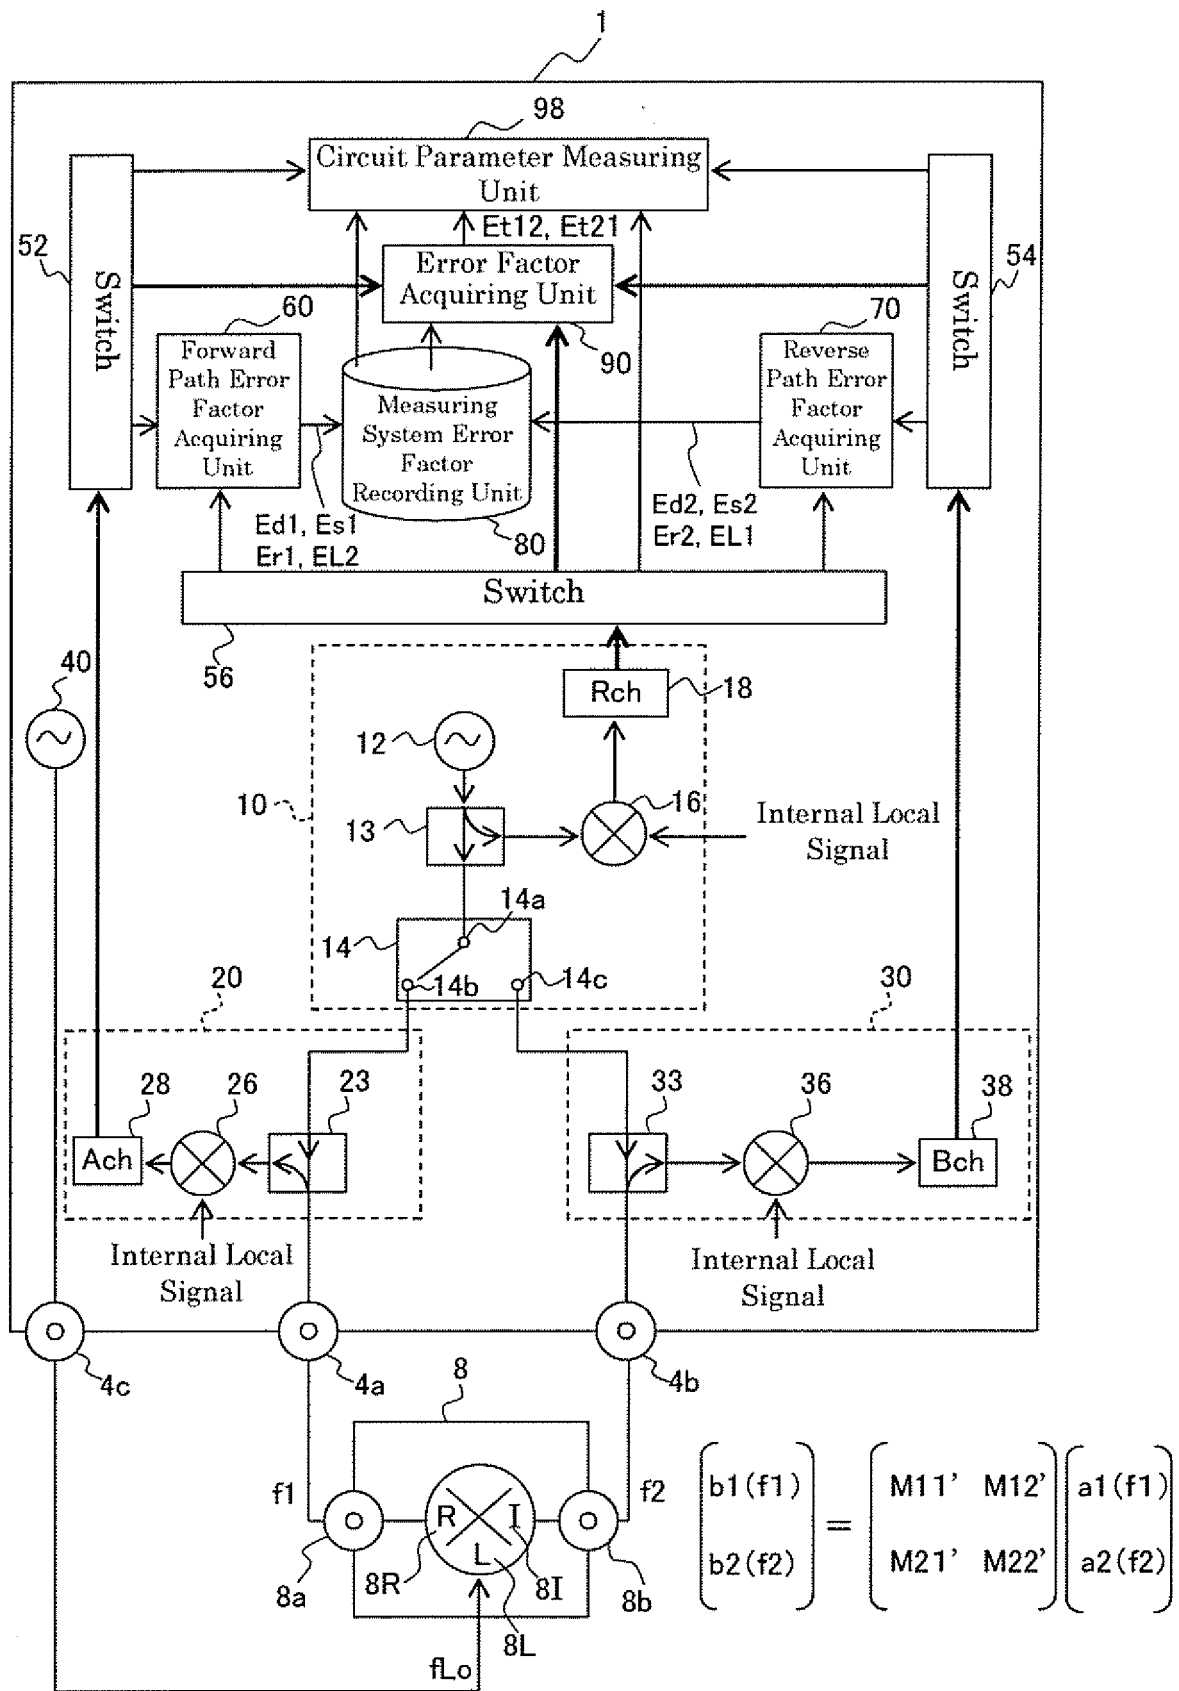 1
98
Circuit Parameter Measuring
Unit
Et12, Et21
52
Switch
Error Factor
Acquiring Unit
54
Switch
60
90
70
Forward
Path Error
Factor
Acquiring
Unit
Measuring
System Error
Factor
Recording Unit
Reverse
Path Error
Factor
Acquiring
Unit
Ed1, Es1
Er1, EL2
80
Ed2, Es2
Er2, EL1
Switch
56
40
Rch
18
12
10
13
16
Internal Local
Signal
14a
14
14b
14c
20
30
28
26
23
33
36
38
Ach
Bch
Internal Local
Signal
Internal Local
Signal
4c
4a
4b
8
f1
f2
R
I
L
8a
8R
8I
8b
8L
fLo
b1(f1) = M11' M12' a1(f1)
b2(f2) M21' M22' a2(f2)